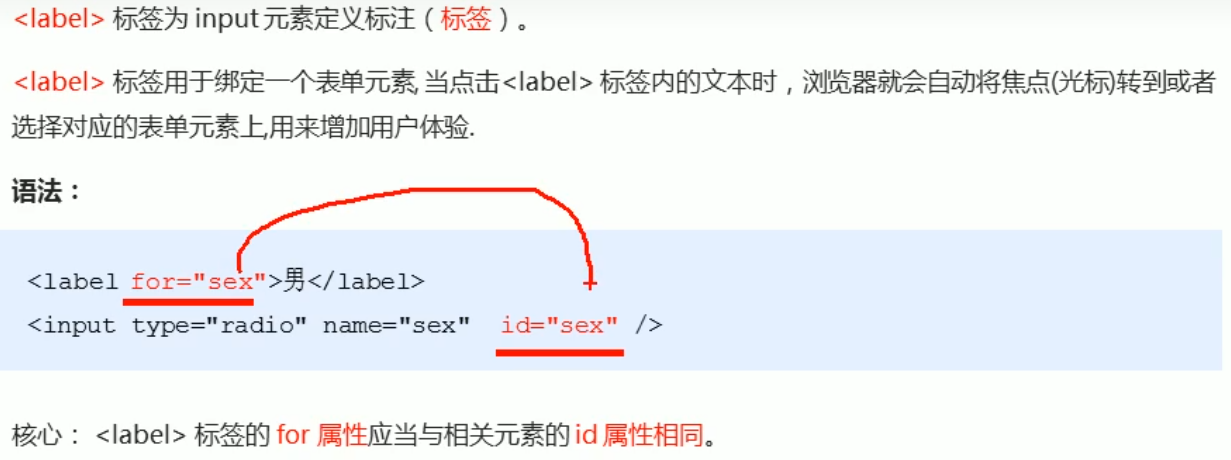 <label> 标签为 input 元素定义标注（标签）。
<label> 标签用于绑定一个表单元素, 当点击<label> 标签内的文本时，浏览器就会自动将焦点(光标)转到或者
选择对应的表单元素上,用来增加用户体验.
语法：
<label for="sex">男</label>
<input type="radio" name="sex"  id="sex" />
核心： <label> 标签的 for 属性应当与相关元素的 id 属性相同。